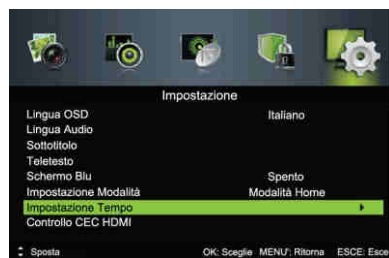 Impostazione
Lingua OSD Italiano
Lingua Audio
Sottotitolo
Teletesto
Schermo Blu Spento
Impostazione Modalità Modalità Home
Impostazione Tempo
Controllo CEC HDMI
Sposta OK: Sceglie MENU': Ritorna ESCE: Esce